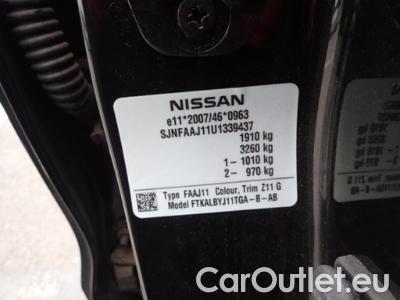 NISSAN
e11*2007/46*0963
SJNFAAJ11U1339437
1910 kg
3260 kg
1- 1010 kg
2- 970 kg
Type FAAJ11 Colour, Trim Z11 G
Model FTKALBYJ11TGA-B-AB
CarOutlet.eu